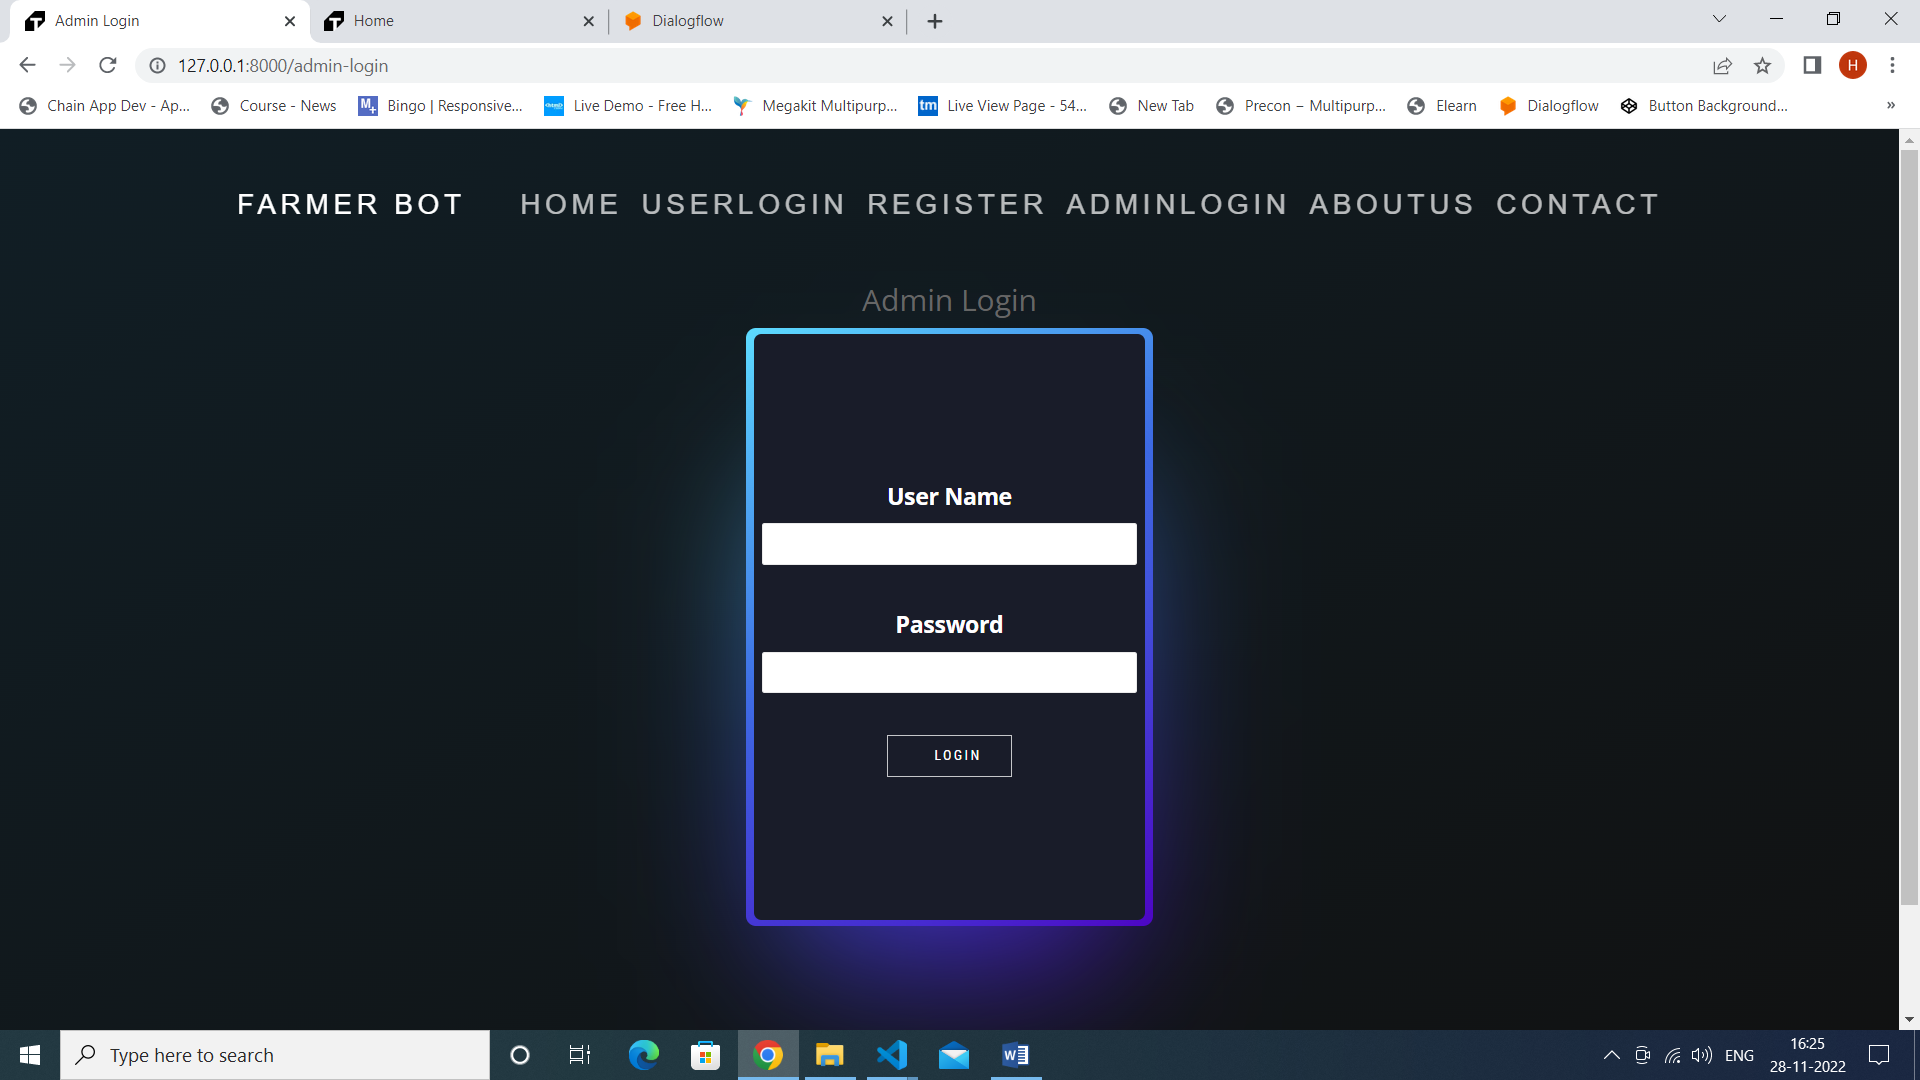 Admin Login
Home
Dialogflow
127.0.0.1:8000/admin-login
H
Chain App Dev - Ap...
Course - News
M+
Bingo | Responsive...
Live Demo - Free H...
Megakit Multipurp...
tm
Live View Page - 54...
New Tab
Precon – Multipurp...
Elearn
Dialogflow
Button Background...
»
FARMER BOT
HOME
USERLOGIN
REGISTER
ADMINLOGIN
ABOUTUS
CONTACT
Admin Login
User Name
Password
LOGIN
Type here to search
W
ENG
16:25
28-11-2022